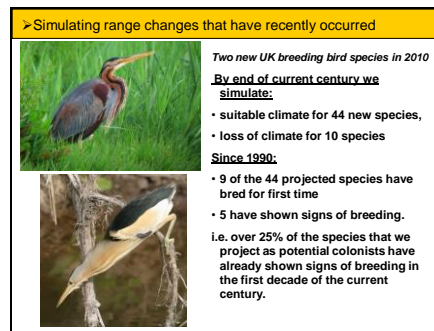 ➢Simulating range changes that have recently occurred
Two new UK breeding bird species in 2010
By end of current century we
simulate:
• suitable climate for 44 new species,
• loss of climate for 10 species
Since 1990:
• 9 of the 44 projected species have
bred for first time
• 5 have shown signs of breeding.
i.e. over 25% of the species that we
project as potential colonists have
already shown signs of breeding in
the first decade of the current
century.